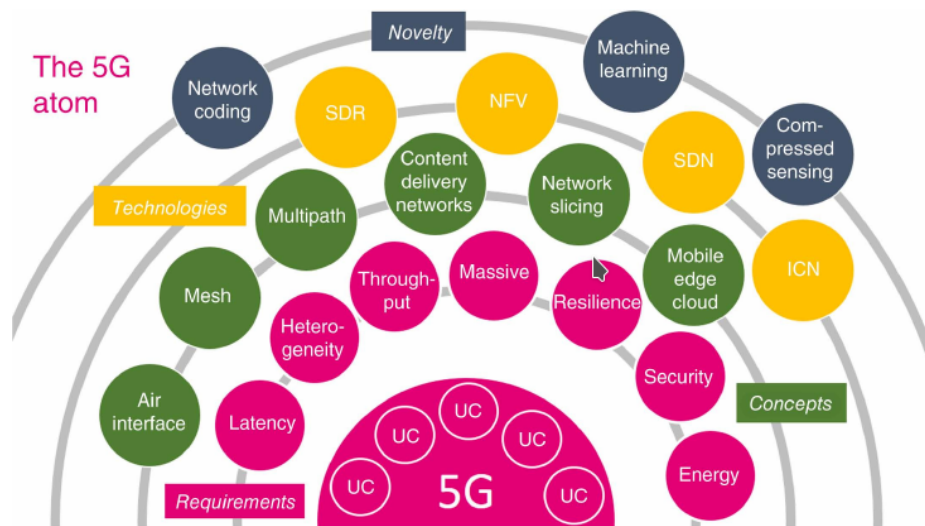 The 5G
atom
Novelty
Network
coding
Machine
learning
Com-
pressed
sensing
Technologies
SDR
NFV
SDN
ICN
Content
delivery
networks
Multipath
Network
slicing
Mesh
Mobile
edge
cloud
Air
interface
Concepts
Massive
Through-
put
Resilience
Hetero-
geneity
Security
Latency
Energy
Requirements
UC
UC
UC
UC
UC
5G